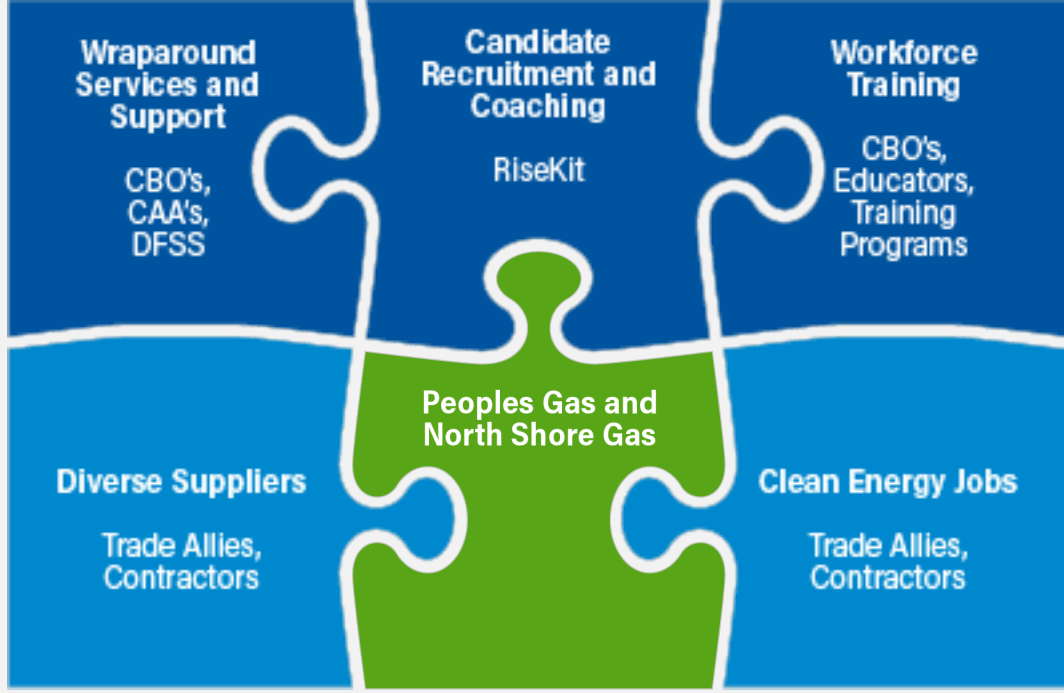 Wraparound
Services and
Support
CBO's,
CAA's,
DFSS
Candidate
Recruitment and
Coaching
RiseKit
Workforce
Training
CBO's,
Educators,
Training
Programs
Peoples Gas and
North Shore Gas
Diverse Suppliers
Trade Allies,
Contractors
Clean Energy Jobs
Trade Allies,
Contractors